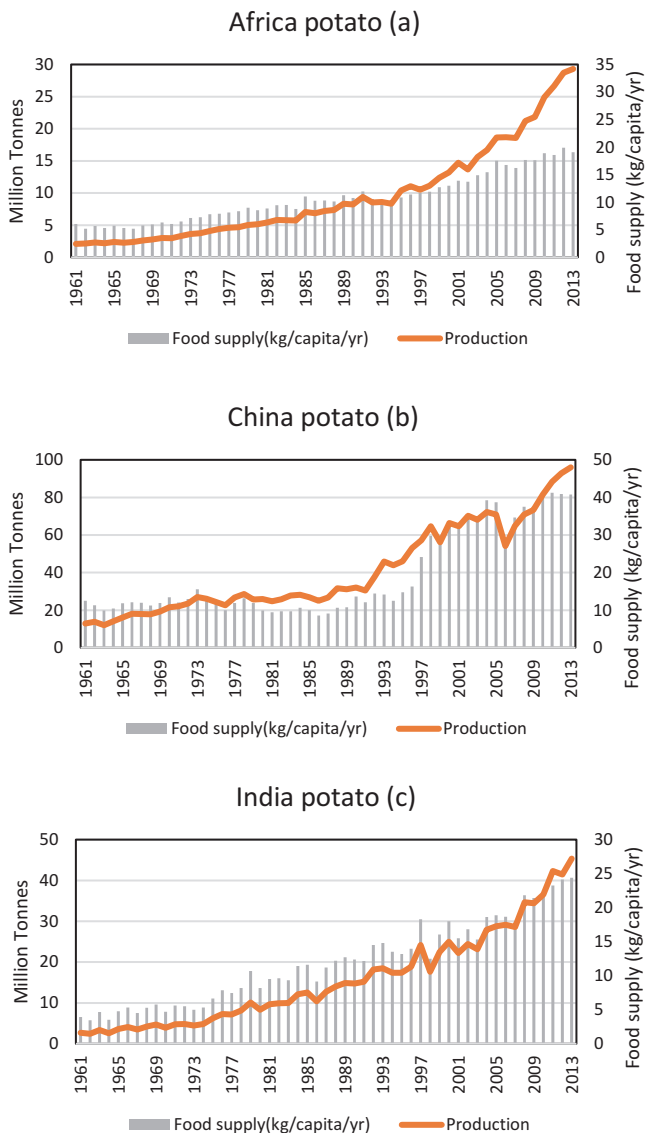 Africa potato (a)
30
25
20
15
10
5
0
Million Tonnes
35
30
25
20
15
10
5
0
Food supply (kg/capita/yr)
1961 1965 1969 1973 1977 1981 1985 1989 1993 1997 2001 2005 2009 2013
Food supply(kg/capita/yr) Production
China potato (b)
100
80
60
40
20
0
Million Tonnes
50
40
30
20
10
0
Food supply (kg/capita/yr)
1961 1965 1969 1973 1977 1981 1985 1989 1993 1997 2001 2005 2009 2013
Food supply(kg/capita/yr) Production
India potato (c)
50
40
30
20
10
0
Million Tonnes
30
25
20
15
10
5
0
Food supply (kg/capita/yr)
1961 1965 1969 1973 1977 1981 1985 1989 1993 1997 2001 2005 2009 2013
Food supply(kg/capita/yr) Production